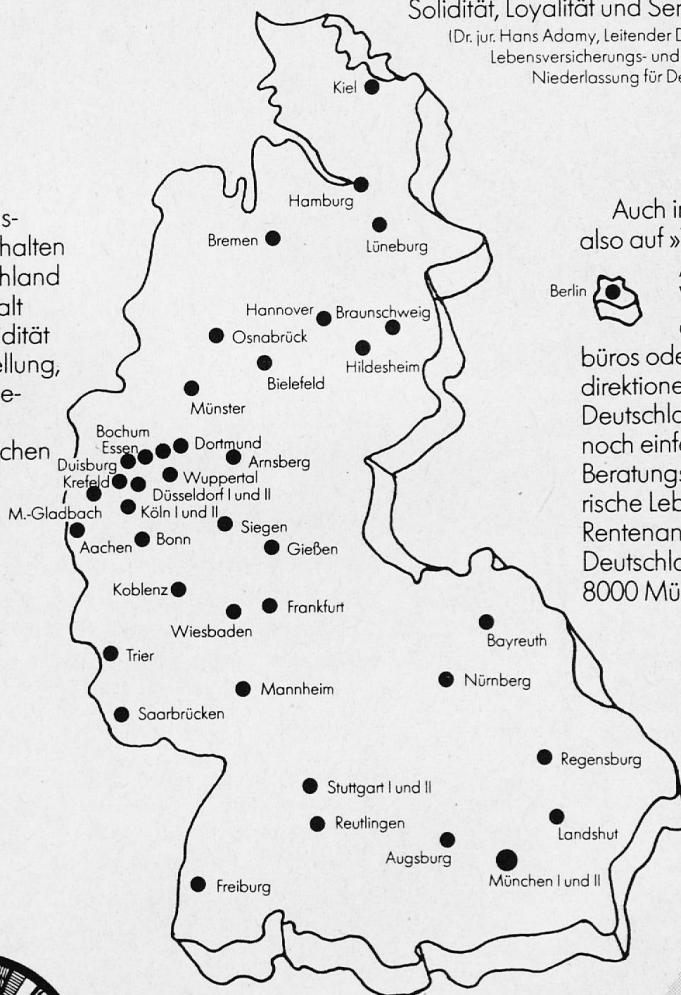 Solidität, Loyalität und Ser
(Dr. jur. Hans Adamy, Leitender D
Lebensversicherungs- und
Niederlassung für De
s-
halten
hland
alt
dität
ellung,
e-
chen
Kiel
Hamburg
Bremen
Lüneburg
Hannover
Braunschweig
Osnabrück
Hildesheim
Bielefeld
Münster
Bochum
Essen
Dortmund
Duisburg
Arnsberg
Krefeld
Wuppertal
Düsseldorf I und II
M.-Gladbach
Köln I und II
Siegen
Aachen
Bonn
Gießen
Koblenz
Frankfurt
Wiesbaden
Bayreuth
Trier
Nürnberg
Mannheim
Saarbrücken
Regensburg
Stuttgart I und II
Reutlingen
Landshut
Augsburg
München I und II
Freiburg
Auch in
also auf »
Berlin
büros ode
direktione
Deutschla
noch einfa
Beratungs
rische Leb
Rentenan
Deutschla
8000 Mü